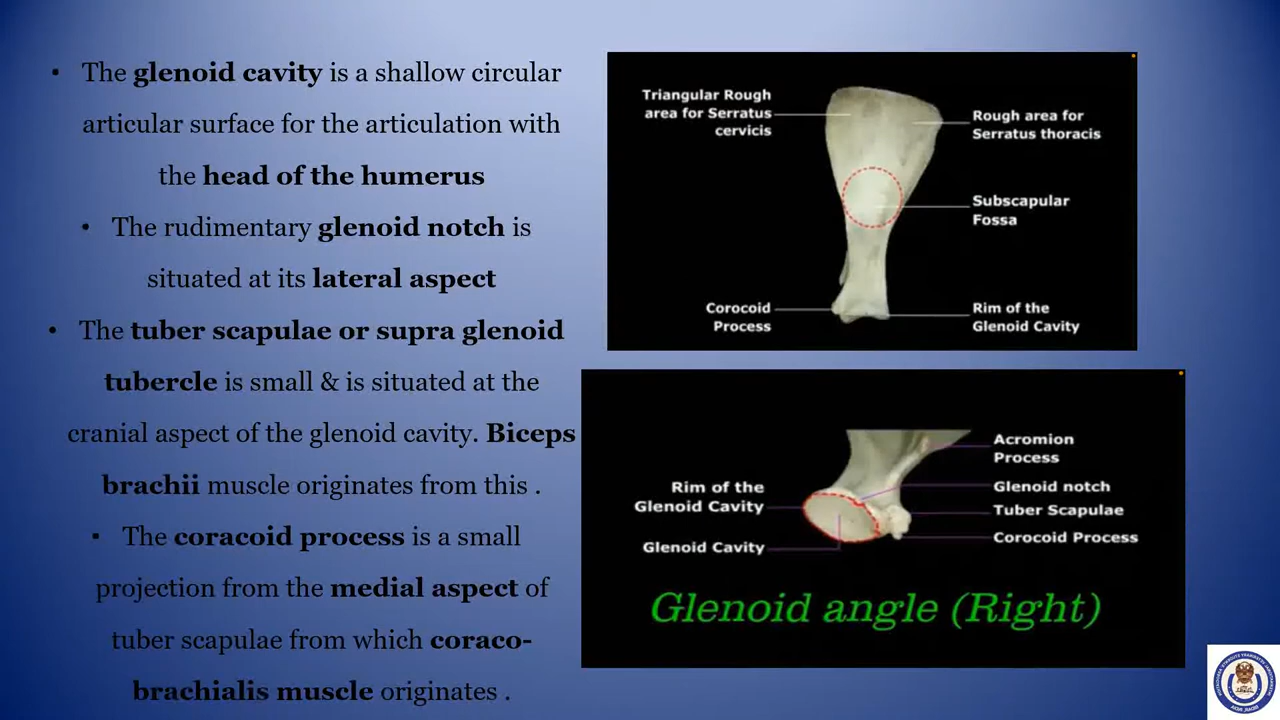 • The glenoid cavity is a shallow circular
articular surface for the articulation with
the head of the humerus
• The rudimentary glenoid notch is
situated at its lateral aspect
• The tuber scapulae or supra glenoid
tubercle is small & is situated at the
cranial aspect of the glenoid cavity. Biceps
brachii muscle originates from this .
▪ The coracoid process is a small
projection from the medial aspect of
tuber scapulae from which coraco-
brachialis muscle originates .
Triangular Rough
area for Serratus
cervicis
Rough area for
Serratus thoracis
Subscapular
Fossa
Corocoid
Process
Rim of the
Glenoid Cavity
Acromion
Process
Rim of the
Glenoid Cavity
Glenoid notch
Tuber Scapulae
Corocoid Process
Glenoid Cavity
Glenoid angle (Right)